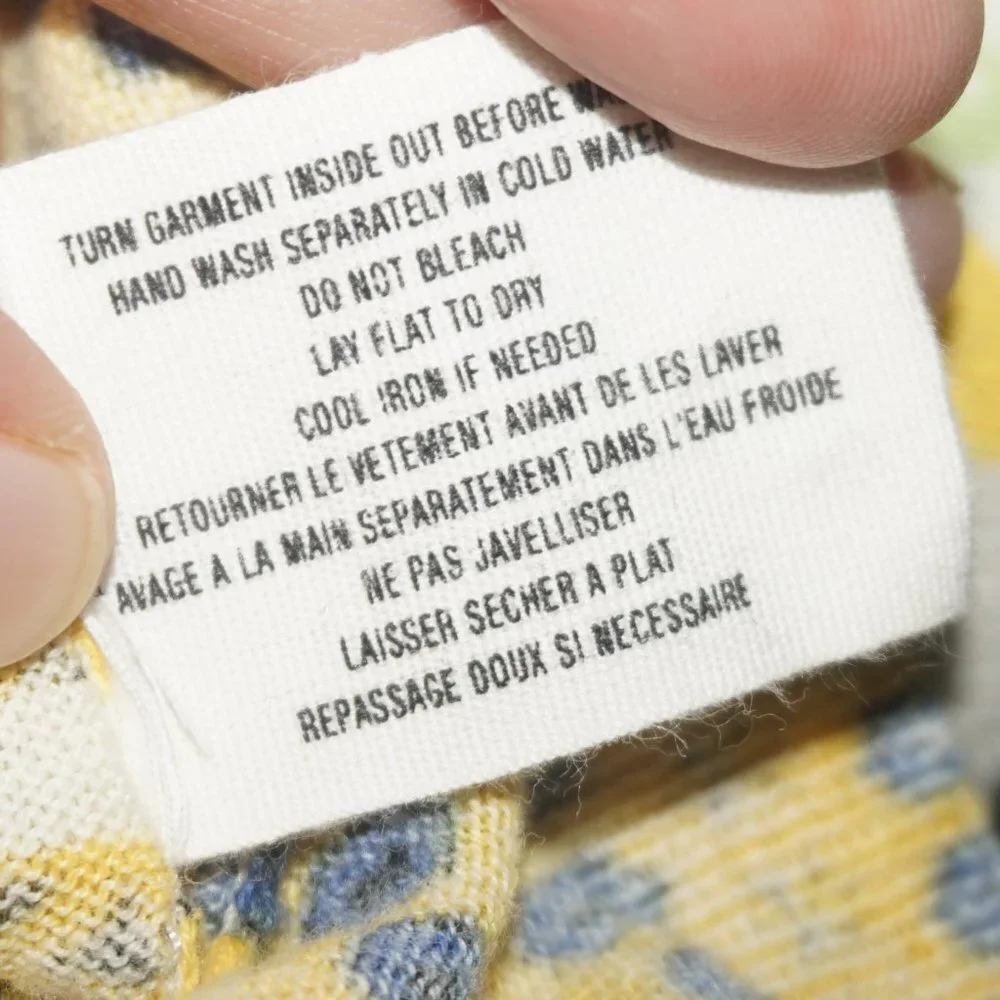 TURN GARMENT INSIDE OUT BEFORE
HAND WASH SEPARATELY IN COLD WATER
DO NOT BLEACH
LAY FLAT TO DRY
COOL IRON IF NEEDED
RETOURNER LE VETEMENT AVANT DE LES LAVER
AVAGE A LA MAIN SEPARATEMENT DANS L'EAU FROIDE
NE PAS JAVELLISER
LAISSER SECHER A PLAT
REPASSAGE DOUX SI NECESSAIRE